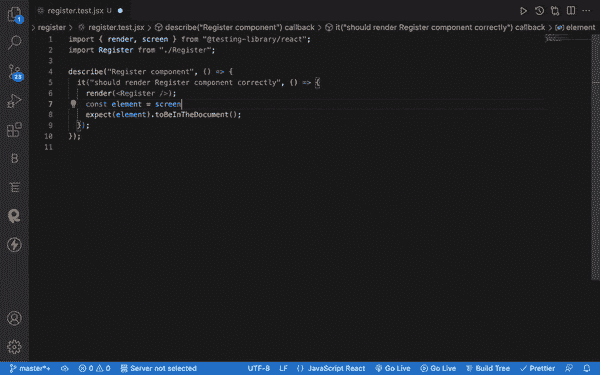 register.test.jsx U
register > register.test.jsx > describe("Register component") callback > it("should render Register component correctly") callback > element
1 import { render, screen } from "@testing-library/react";
2 import Register from "./Register";
3
4 describe("Register component", () => {
5 it("should render Register component correctly", () => {
6 render(<Register />);
7 const element = screen
8 expect(element).toBeInTheDocument();
9 });
10 });
11
master*+ 0 0 Server not selected UTF-8 LF {} JavaScript React Go Live Go Live Build Tree Prettier